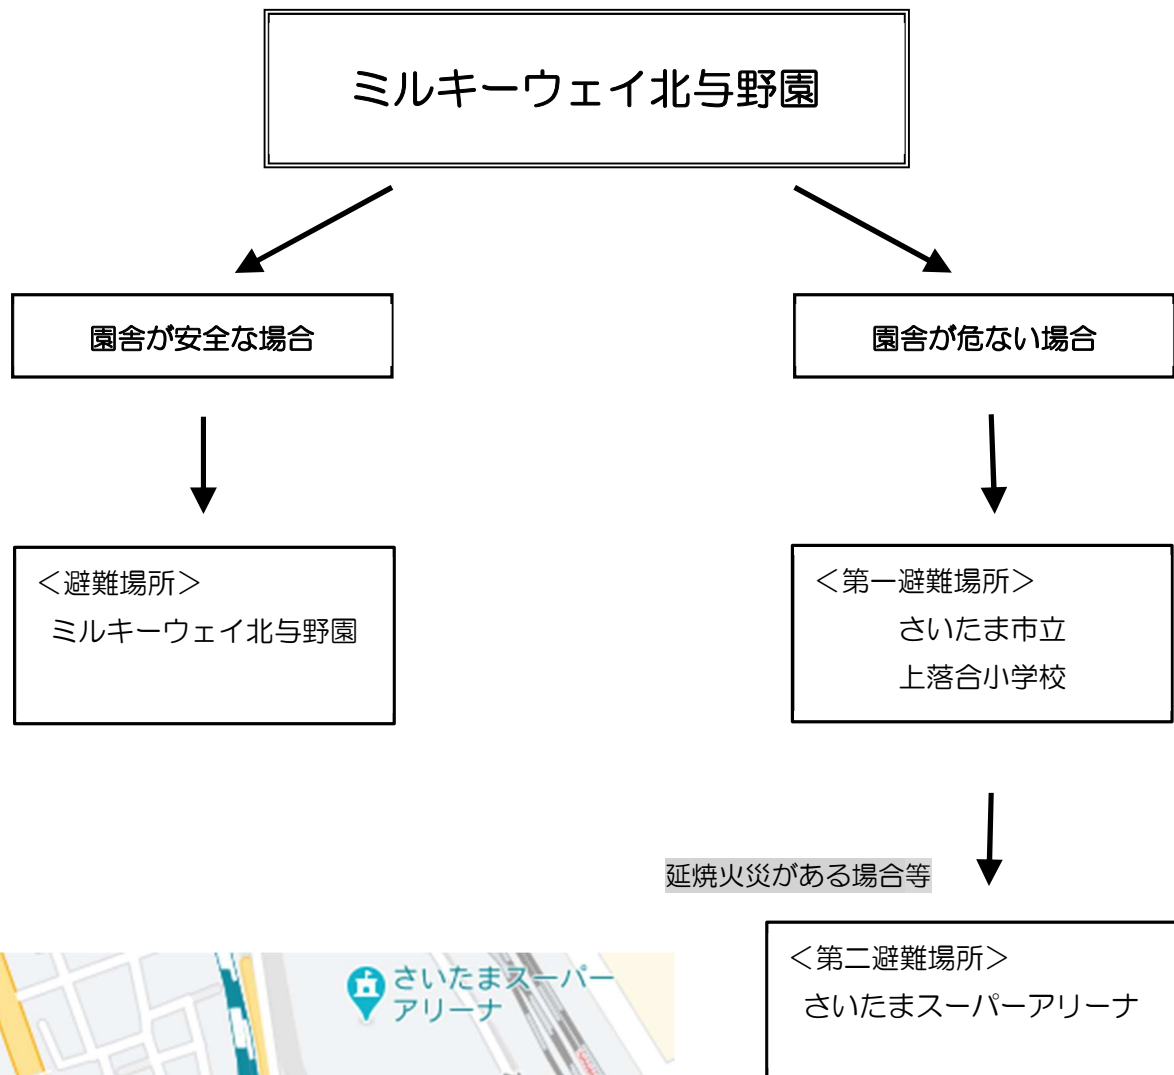 ミルキーウェイ北与野園
園舎が安全な場合
園舎が危ない場合
＜避難場所＞
ミルキーウェイ北与野園
＜第一避難場所＞
さいたま市立
上落合小学校
延焼火災がある場合等
＜第二避難場所＞
さいたまスーパーアリーナ
さいたまスーパー
アリーナ